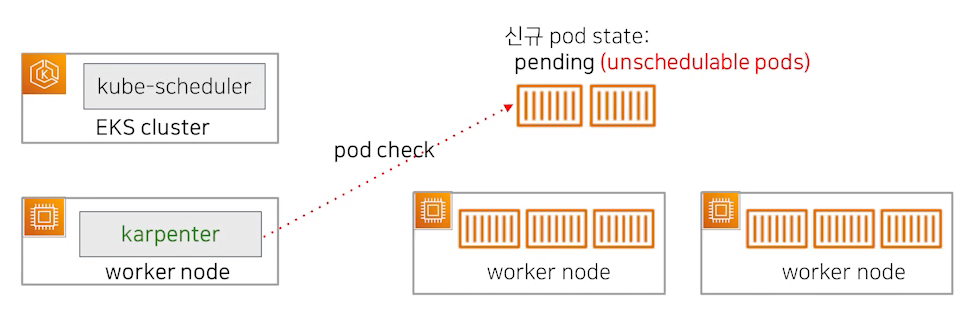 신규 pod state:
pending (unschedulable pods)
K
kube-scheduler
EKS cluster
pod check
karpenter
worker node
worker node
worker node